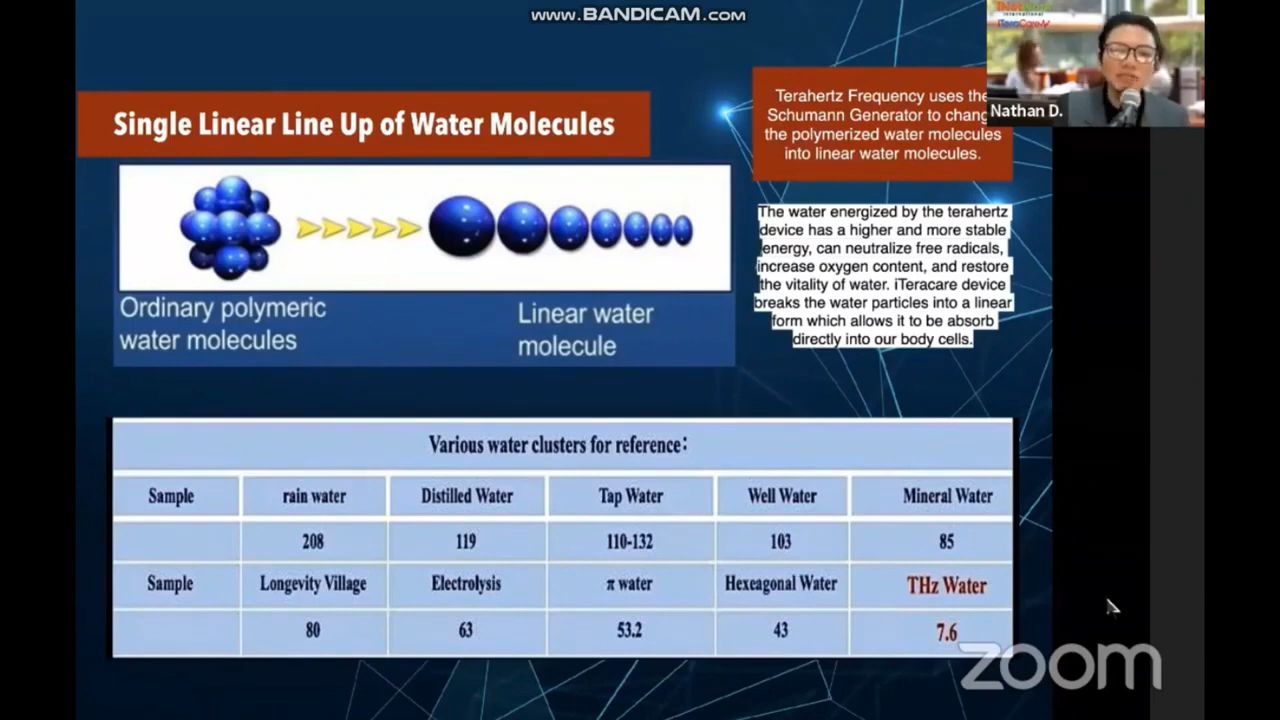 www.BANDICAM.com
International
iTeraCare
Nathan D.
Single Linear Line Up of Water Molecules
Terahertz Frequency uses the
Schumann Generator to chang
the polymerized water molecules
into linear water molecules.
Ordinary polymeric
water molecules
Linear water
molecule
The water energized by the terahertz
device has a higher and more stable
energy, can neutralize free radicals,
increase oxygen content, and restore
the vitality of water. iTeracare device
breaks the water particles into a linear
form which allows it to be absorb
directly into our body cells.
Various water clusters for reference:
Sample rain water Distilled Water Tap Water Well Water Mineral Water
208 119 110-132 103 85
Sample Longevity Village Electrolysis π water Hexeagonal Water THz Water
80 63 53.2 43 7.6
zoom